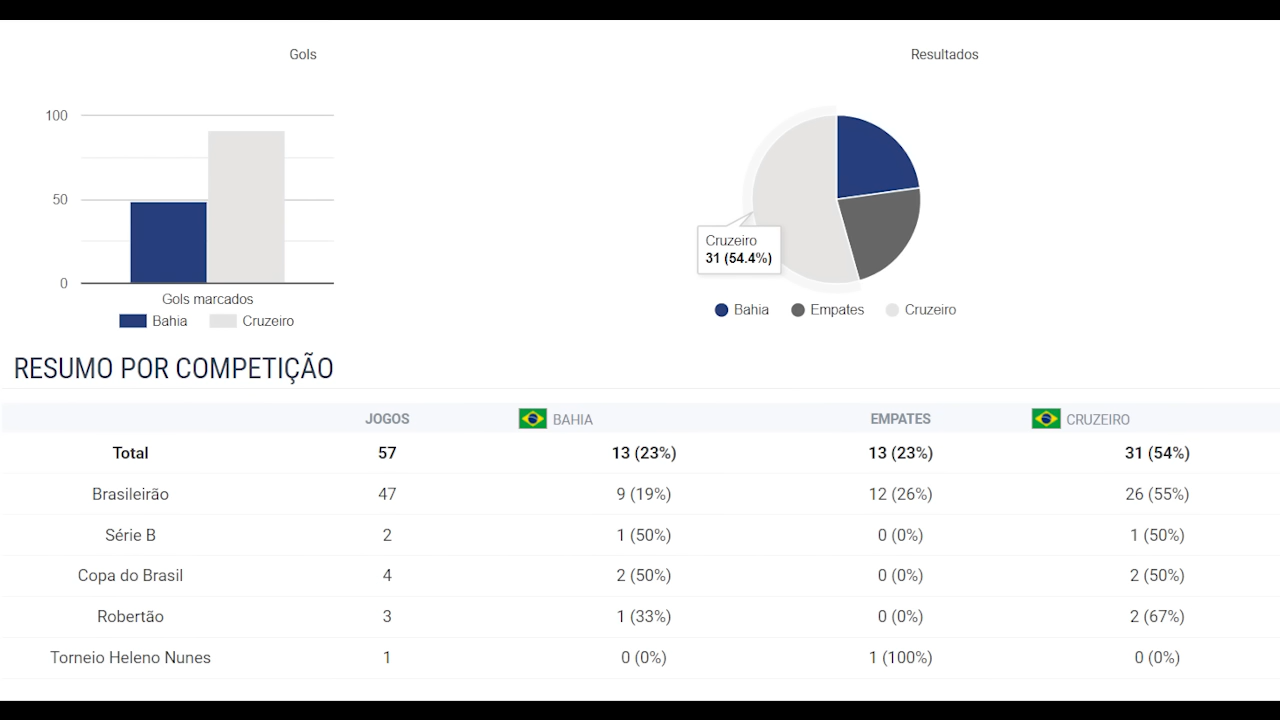 Gols
Resultados
100
50
0
Gols marcados
Bahia Cruzeiro
Cruzeiro
31 (54.4%)
Bahia Empates Cruzeiro
RESUMO POR COMPETIÇÃO
JOGOS BAHIA EMPATES CRUZEIRO
Total 57 13 (23%) 13 (23%) 31 (54%)
Brasileirão 47 9 (19%) 12 (26%) 26 (55%)
Série B 2 1 (50%) 0 (0%) 1 (50%)
Copa do Brasil 4 2 (50%) 0 (0%) 2 (50%)
Robertão 3 1 (33%) 0 (0%) 2 (67%)
Torneio Heleno Nunes 1 0 (0%) 1 (100%) 0 (0%)